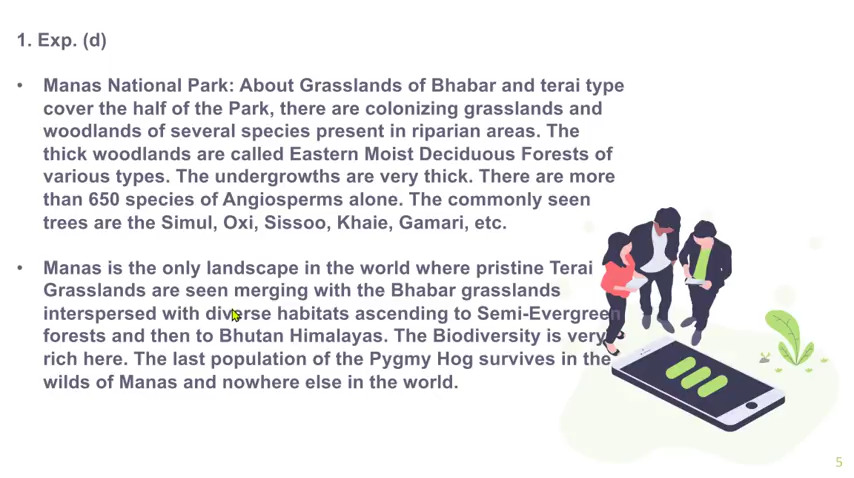 1. Exp. (d)
• Manas National Park: About Grasslands of Bhabar and terai type
cover the half of the Park, there are colonizing grasslands and
woodlands of several species present in riparian areas. The
thick woodlands are called Eastern Moist Deciduous Forests of
various types. The undergrowths are very thick. There are more
than 650 species of Angiosperms alone. The commonly seen
trees are the Simul, Oxi, Sissoo, Khaie, Gamari, etc.
• Manas is the only landscape in the world where pristine Terai
Grasslands are seen merging with the Bhabar grasslands
interspersed with diverse habitats ascending to Semi-Evergreen
forests and then to Bhutan Himalayas. The Biodiversity is very
rich here. The last population of the Pygmy Hog survives in the
wilds of Manas and nowhere else in the world.
5